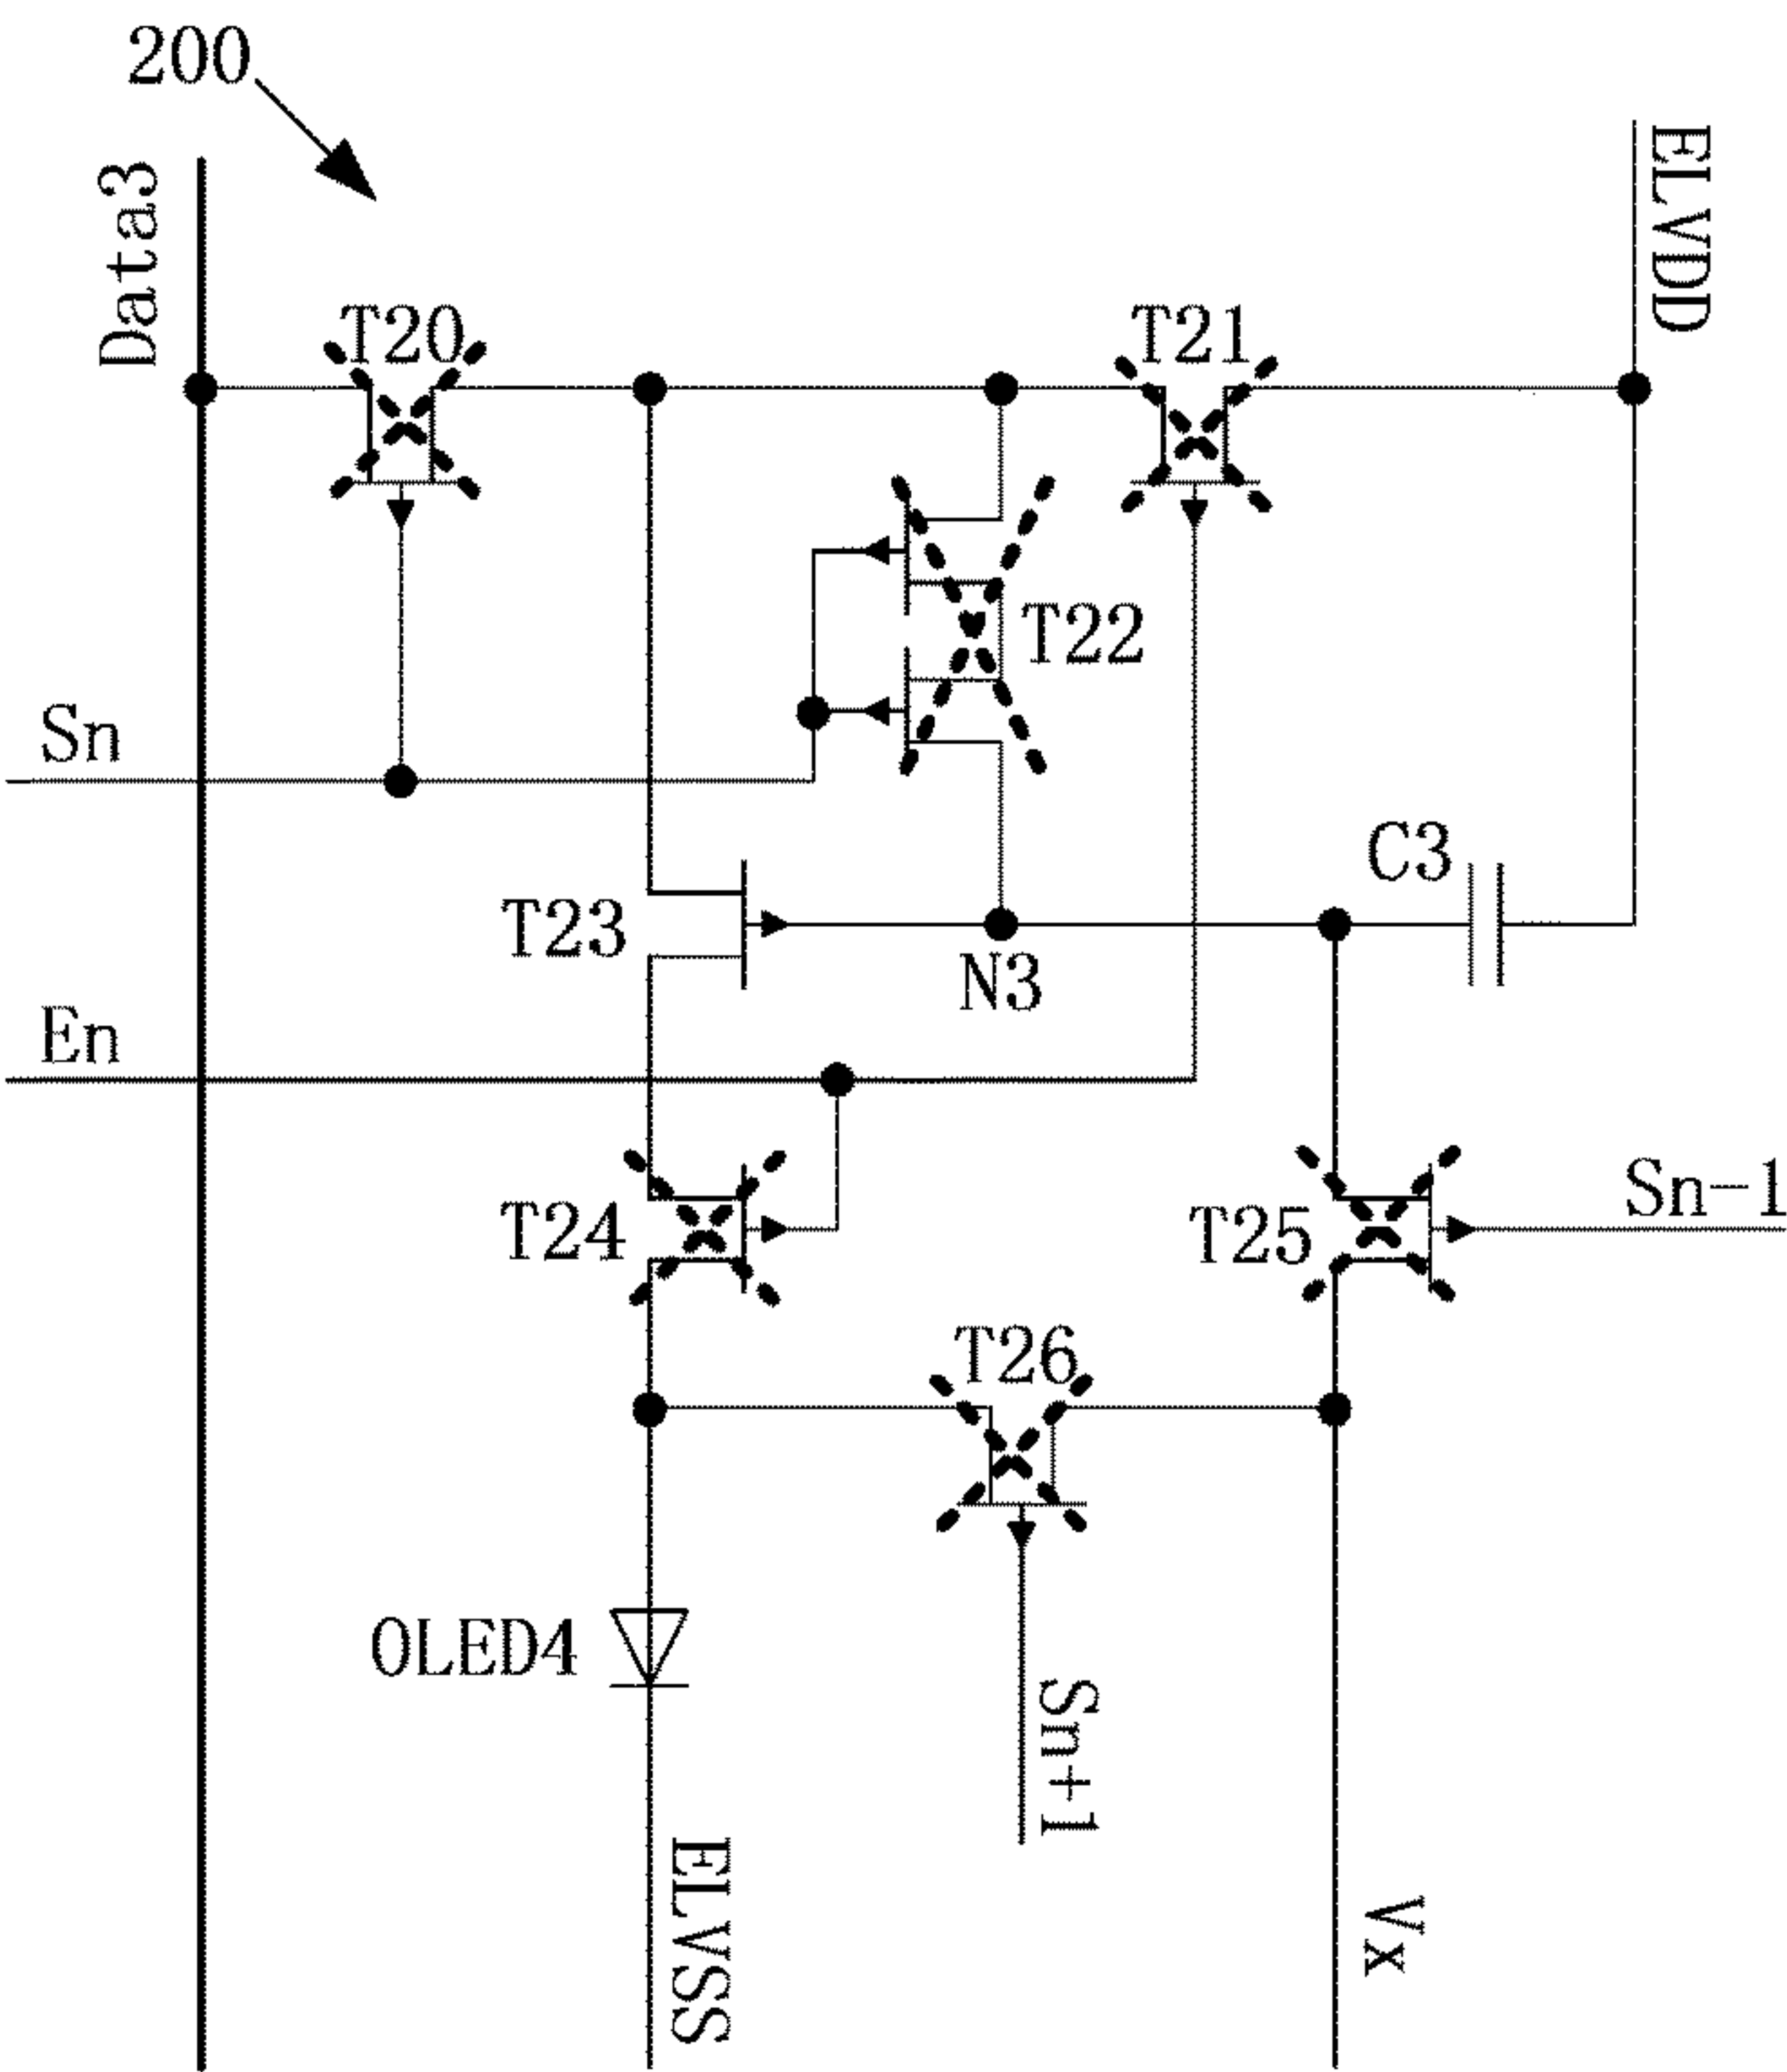 200
Data3
ELVDD
T20
T21
T22
Sn
C3
T23
N3
En
T24
T25
Sn-1
T26
OLED4
Sn+1
ELVSS
Vx